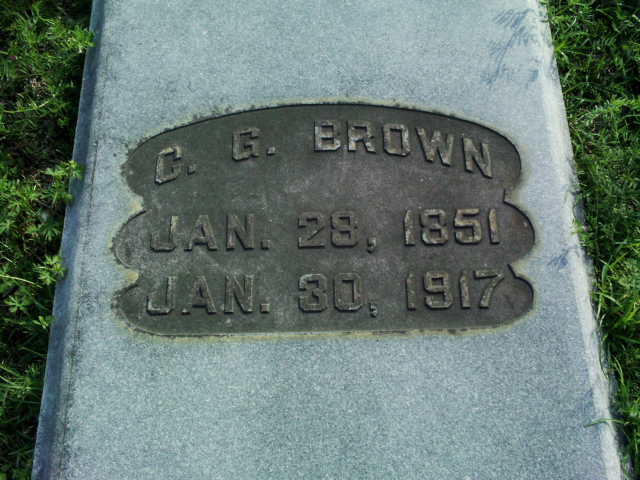 C. G. BROWN
JAN. 28, 1851
JAN. 30, 1917